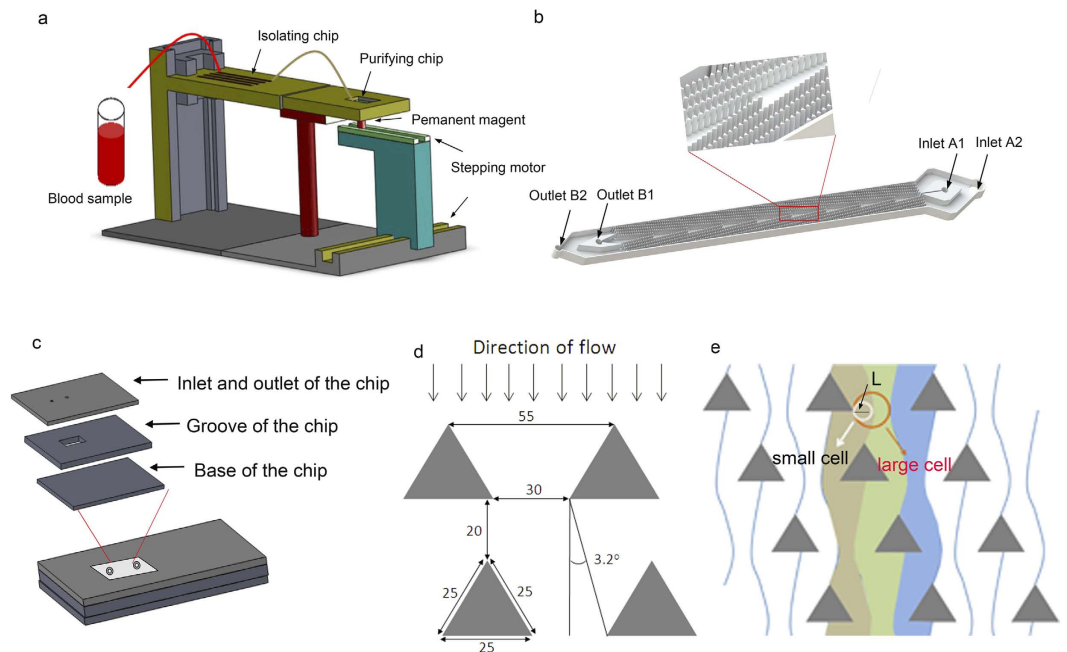 a
Isolating chip
Purifying chip
Pemanent magent
Stepping motor
Blood sample
b
Inlet A1
Inlet A2
Outlet B2
Outlet B1
c
Inlet and outlet of the chip
Groove of the chip
Base of the chip
d
Direction of flow
55
30
20
3.2°
25
25
25
e
L
small cell
large cell